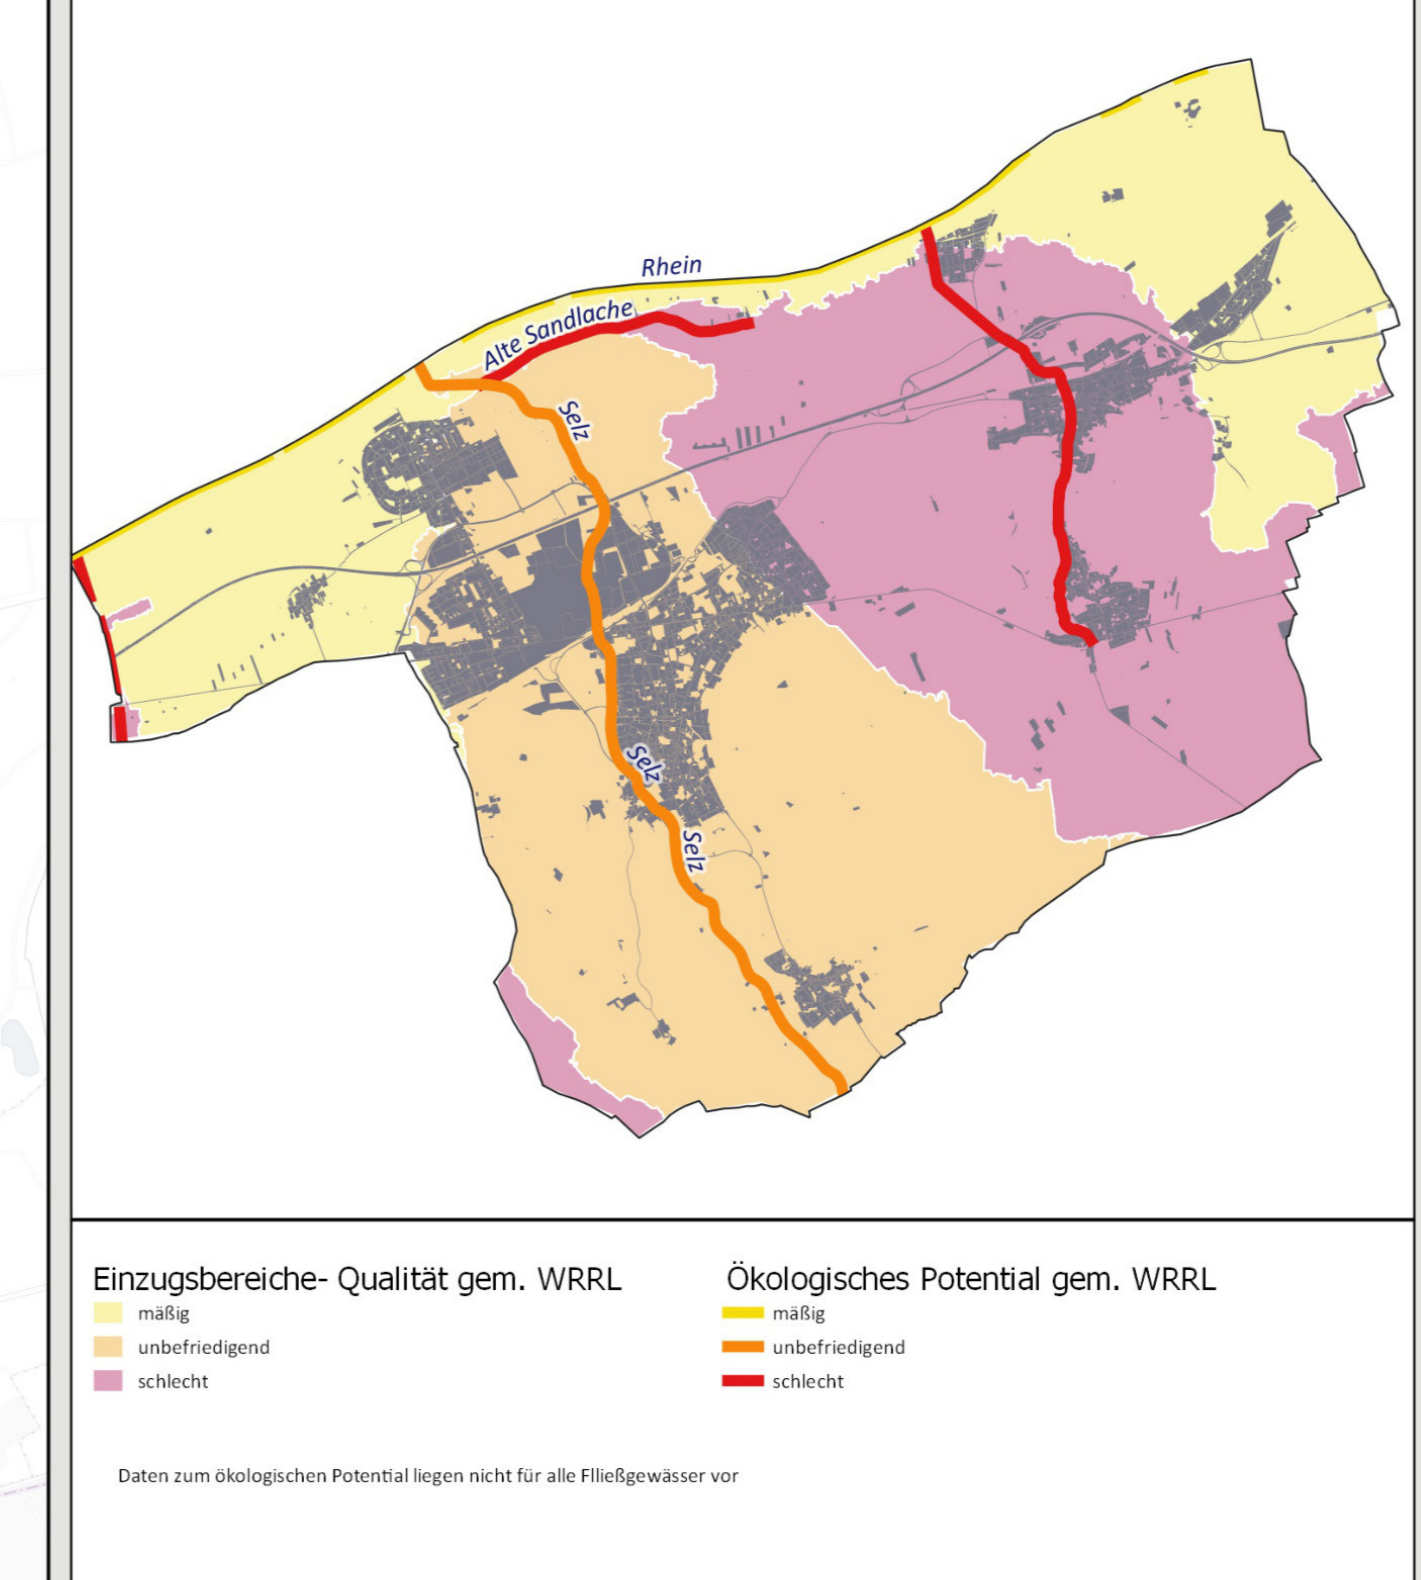 Rhein
Alte Sandlache
Selz
Selz
Selz
Einzugsbereiche- Qualität gem. WRRL
mäßig
unbefriedigend
schlecht
Ökologisches Potential gem. WRRL
mäßig
unbefriedigend
schlecht
Daten zum ökologischen Potential liegen nicht für alle Flließgewässer vor